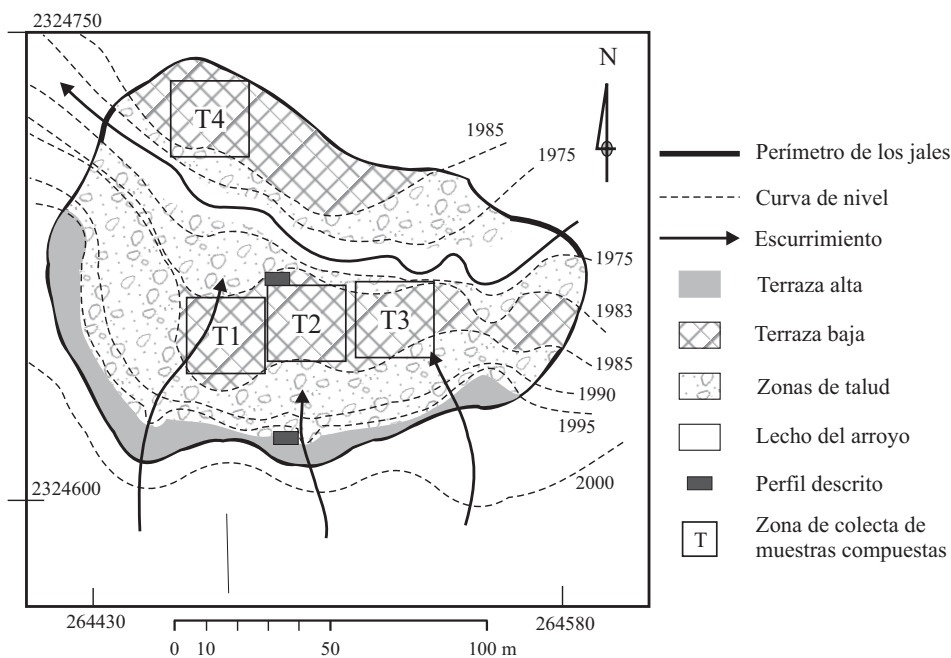 2324750
N
T4
1985
1975
1975
1983
1985
1990
1995
2000
T1
T2
T3
2324600
264430
264580
0 10 50 100 m
Perímetro de los jales
Curva de nivel
Escurrimiento
Terraza alta
Terraza baja
Zonas de talud
Lecho del arroyo
Perfil descrito
T
Zona de colecta de
muestras compuestas